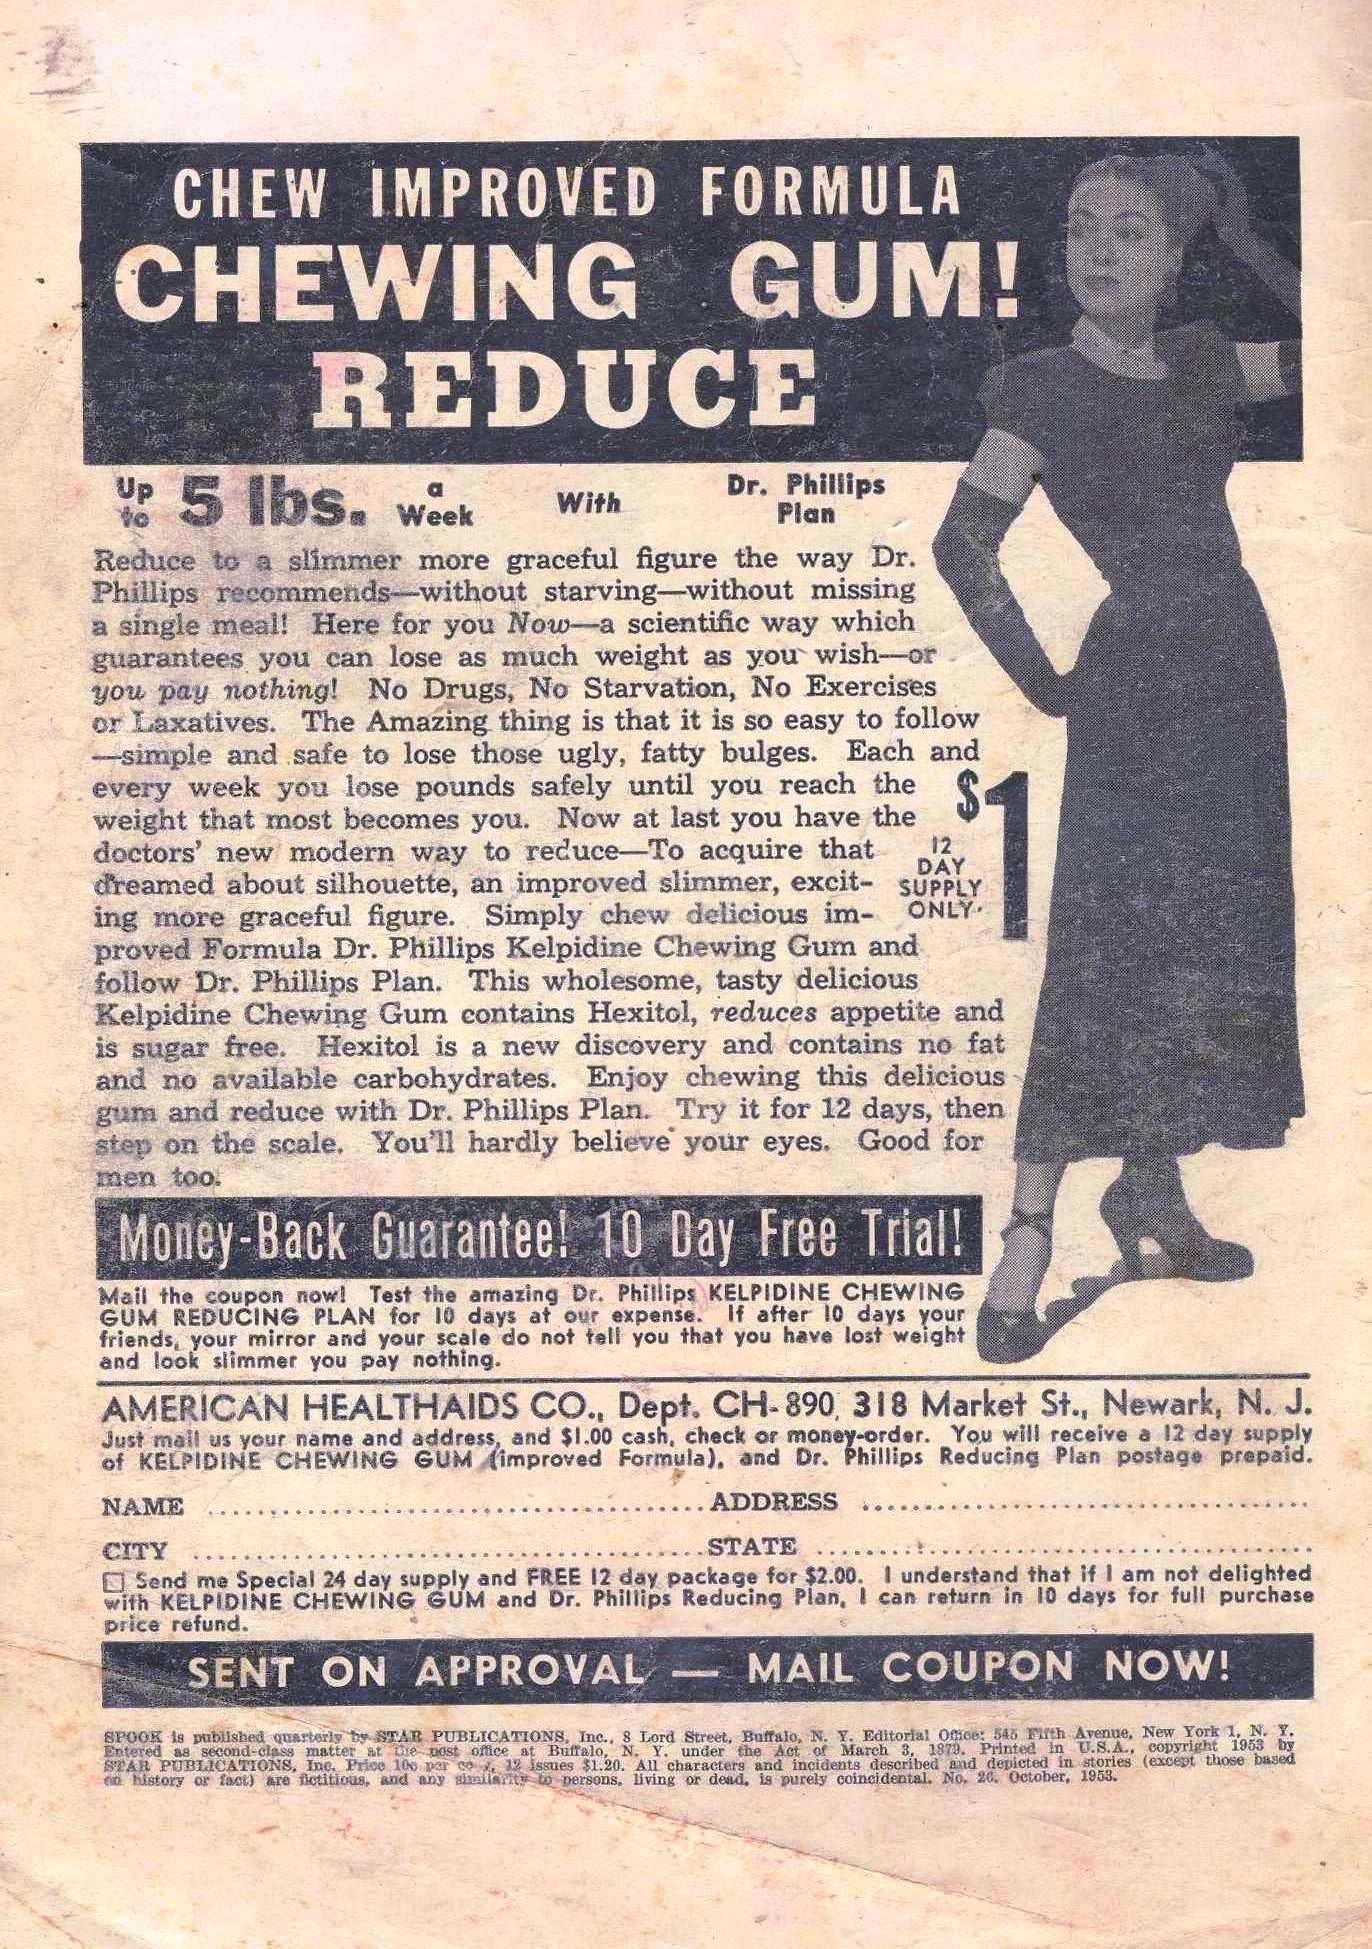 CHEW IMPROVED FORMULA
CHEWING GUM!
REDUCE
Up to 5 lbs. a Week With Dr. Phillips Plan
Reduce to a slimmer more graceful figure the way Dr.
Phillips recommends—without starving—without missing
a single meal! Here for you Now—a scientific way which
guarantees you can lose as much weight as you wish—or
you pay nothing! No Drugs, No Starvation, No Exercises
or Laxatives. The Amazing thing is that it is so easy to follow
—simple and safe to lose those ugly, fatty bulges. Each and
every week you lose pounds safely until you reach the
weight that most becomes you. Now at last you have the
doctors' new modern way to reduce—To acquire that
dreamed about silhouette, an improved slimmer, excit-
ing more graceful figure. Simply chew delicious im-
proved Formula Dr. Phillips Kelpidine Chewing Gum and
follow Dr. Phillips Plan. This wholesome, tasty delicious
Kelpidine Chewing Gum contains Hexitol, reduces appetite and
is sugar free. Hexitol is a new discovery and contains no fat
and no available carbohydrates. Enjoy chewing this delicious
gum and reduce with Dr. Phillips Plan. Try it for 12 days, then
step on the scale. You'll hardly believe your eyes. Good for
men too.
$1
12
DAY
SUPPLY
ONLY.
Money-Back Guarantee! 10 Day Free Trial!
Mail the coupon now! Test the amazing Dr. Phillips KELPIDINE CHEWING
GUM REDUCING PLAN for 10 days at our expense. If after 10 days your
friends, your mirror and your scale do not tell you that you have lost weight
and look slimmer you pay nothing.
AMERICAN HEALTHAIDS CO., Dept. CH-890, 318 Market St., Newark, N. J.
Just mail us your name and address, and $1.00 cash, check or money-order. You will receive a 12 day supply
of KELPIDINE CHEWING GUM (improved Formula), and Dr. Phillips Reducing Plan postage prepaid.
NAME ........................................ ADDRESS ........................................
CITY ........................................ STATE ........................................
Send me Special 24 day supply and FREE 12 day package for $2.00. I understand that if I am not delighted
with KELPIDINE CHEWING GUM and Dr. Phillips Reducing Plan, I can return in 10 days for full purchase
price refund.
SENT ON APPROVAL — MAIL COUPON NOW!
SPOOK is published quarterly by STAR PUBLICATIONS, Inc., 8 Lord Street, Buffalo, N. Y. Editorial Office: 545 Fifth Avenue, New York 1, N. Y.
Entered as second-class matter at the post office at Buffalo, N. Y. under the Act of March 3, 1879. Printed in U.S.A., copyright 1953 by
STAR PUBLICATIONS, Inc. Price 10c per 12 issues $1.20. All characters and incidents described and depicted in stories (except those based
on history or fact) are fictitious, and any similarity to persons, living or dead, is purely coincidental. No. 26. October, 1953.